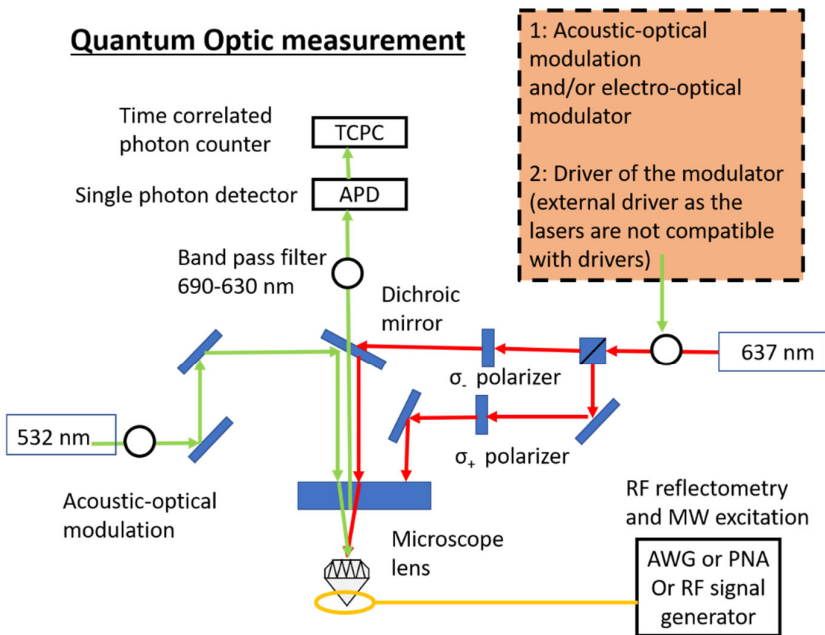 Quantum Optic measurement
1: Acoustic-optical
modulation
and/or electro-optical
modulator
2: Driver of the modulator
(external driver as the
lasers are not compatible
with drivers)
Time correlated
photon counter
TCPC
Single photon detector
APD
Band pass filter
690-630 nm
Dichroic
mirror
637 nm
σ- polarizer
532 nm
σ+ polarizer
Acoustic-optical
modulation
RF reflectometry
and MW excitation
Microscope
lens
AWG or PNA
Or RF signal
generator